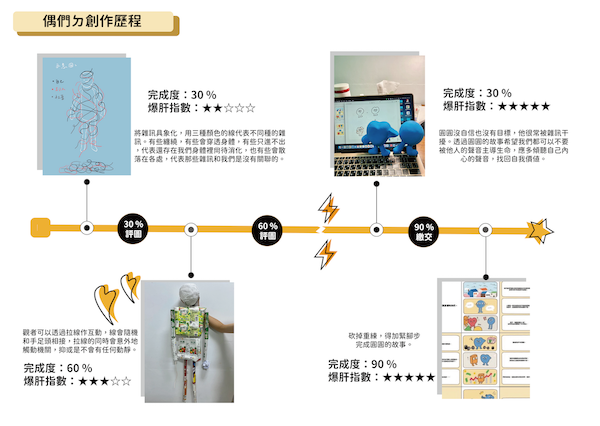 偶們ㄉ創作歷程
完成度：30 %
爆肝指數：★★☆☆☆
將雜訊具象化，用三種顏色的線代表不同種的雜
訊。有些纏繞，有些會穿透身體，有些只進不出
，代表還存在我們身體裡尚待消化，也有些會散
落在各處，代表那些雜訊和我們是沒有關聯的。
完成度：30 %
爆肝指數：★★★★★
圓圓沒自信也沒有目標，他很常被雜訊干
擾。透過圓圓的故事希望我們都可以不要
被他人的聲音主導生命，應多傾聽自己內
心的聲音，找回自我價值。
30 %
評圖
60 %
評圖
90 %
繳交
觀者可以透過拉線作互動，線會隨機
和手足頭相接，拉線的同時會意外地
觸動機關，抑或是不會有任何動靜。
完成度：60 %
爆肝指數：★★★☆☆
砍掉重練，得加緊腳步
完成圓圓的故事。
完成度：90 %
爆肝指數：★★★★★